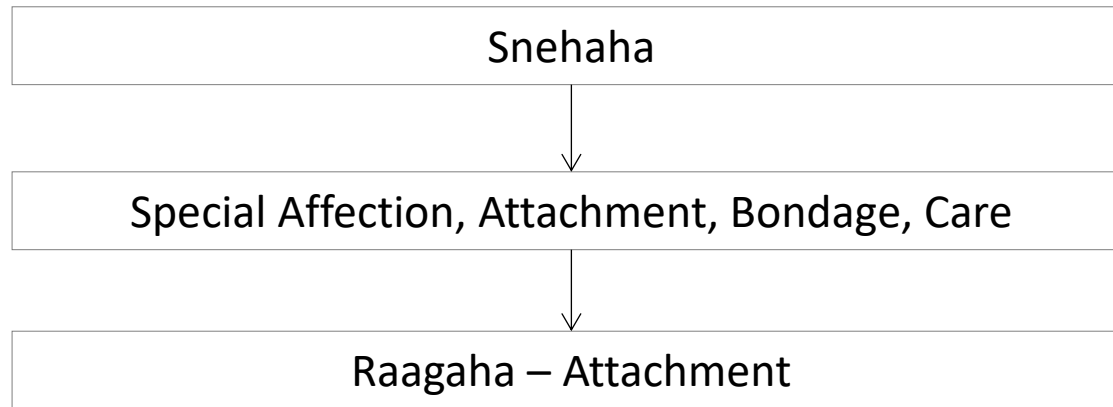 Snehaha
Special Affection, Attachment, Bondage, Care
Raagaha – Attachment